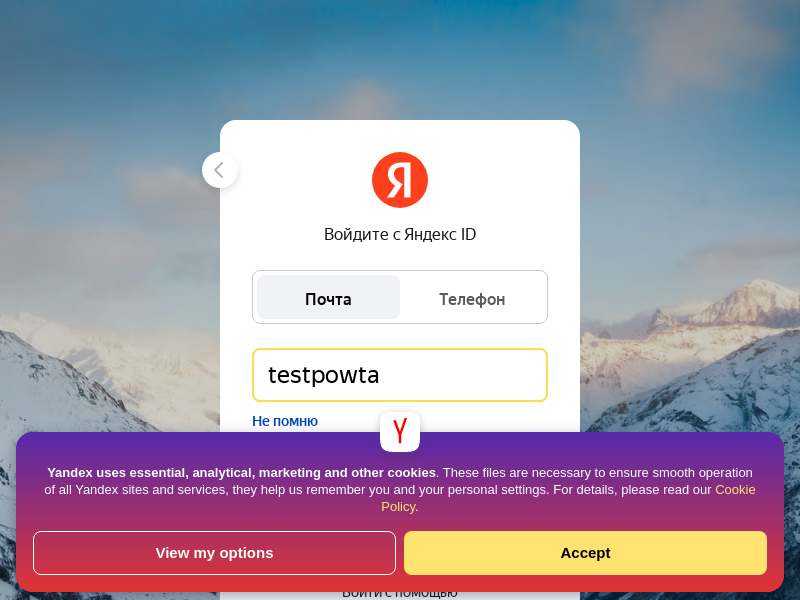 Я
Войдите с Яндекс ID
Почта
Телефон
testpowta
Не помню
Y
Yandex uses essential, analytical, marketing and other cookies. These files are necessary to ensure smooth operation
of all Yandex sites and services, they help us remember you and your personal settings. For details, please read our Cookie
Policy.
View my options
Accept
Войти с помощью